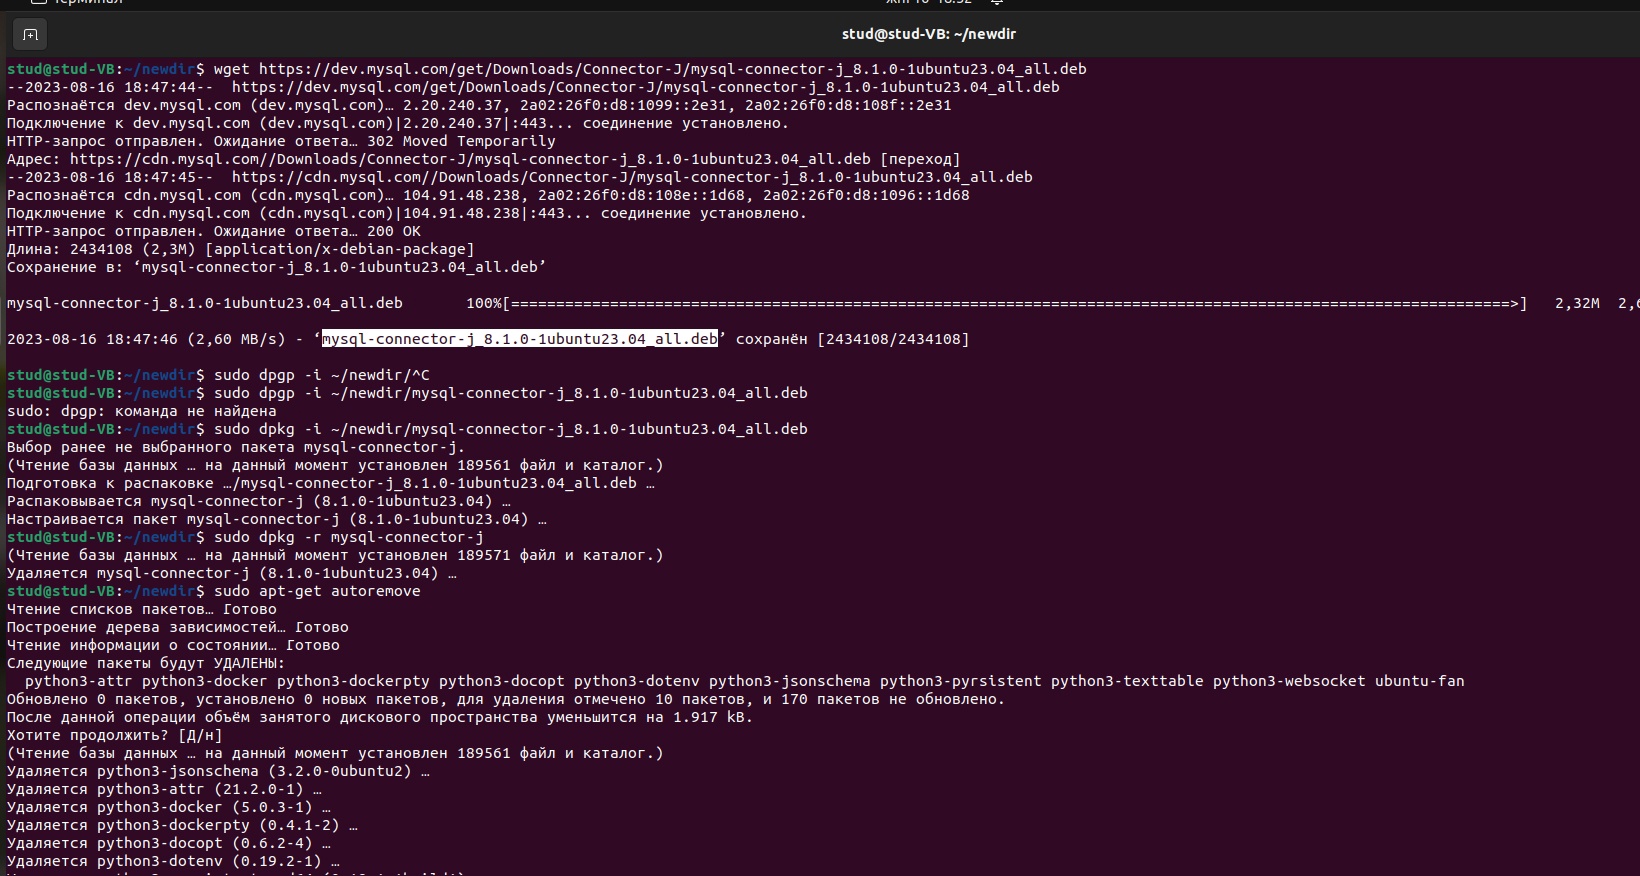 Терминал
stud@stud-VB: ~/newdir
stud@stud-VB:~/newdir$ wget https://dev.mysql.com/get/Downloads/Connector-J/mysql-connector-j_8.1.0-1ubuntu23.04_all.deb
--2023-08-16 18:47:44--  https://dev.mysql.com/get/Downloads/Connector-J/mysql-connector-j_8.1.0-1ubuntu23.04_all.deb
Распознаётся dev.mysql.com (dev.mysql.com)… 2.20.240.37, 2a02:26f0:d8:1099::2e31, 2a02:26f0:d8:108f::2e31
Подключение к dev.mysql.com (dev.mysql.com)|2.20.240.37|:443... соединение установлено.
HTTP-запрос отправлен. Ожидание ответа… 302 Moved Temporarily
Адрес: https://cdn.mysql.com//Downloads/Connector-J/mysql-connector-j_8.1.0-1ubuntu23.04_all.deb [переход]
--2023-08-16 18:47:45--  https://cdn.mysql.com//Downloads/Connector-J/mysql-connector-j_8.1.0-1ubuntu23.04_all.deb
Распознаётся cdn.mysql.com (cdn.mysql.com)… 104.91.48.238, 2a02:26f0:d8:108e::1d68, 2a02:26f0:d8:1096::1d68
Подключение к cdn.mysql.com (cdn.mysql.com)|104.91.48.238|:443... соединение установлено.
HTTP-запрос отправлен. Ожидание ответа… 200 OK
Длина: 2434108 (2,3M) [application/x-debian-package]
Сохранение в: ‘mysql-connector-j_8.1.0-1ubuntu23.04_all.deb’
mysql-connector-j_8.1.0-1ubuntu23.04_all.deb       100%[===============================================================================================================>]   2,32M
2023-08-16 18:47:46 (2,60 MB/s) - ‘mysql-connector-j_8.1.0-1ubuntu23.04_all.deb’ сохранён [2434108/2434108]
stud@stud-VB:~/newdir$ sudo dpgp -i ~/newdir/^C
stud@stud-VB:~/newdir$ sudo dpgp -i ~/newdir/mysql-connector-j_8.1.0-1ubuntu23.04_all.deb
sudo: dpgp: команда не найдена
stud@stud-VB:~/newdir$ sudo dpkg -i ~/newdir/mysql-connector-j_8.1.0-1ubuntu23.04_all.deb
Выбор ранее не выбранного пакета mysql-connector-j.
(Чтение базы данных … на данный момент установлен 189561 файл и каталог.)
Подготовка к распаковке …/mysql-connector-j_8.1.0-1ubuntu23.04_all.deb …
Распаковывается mysql-connector-j (8.1.0-1ubuntu23.04) …
Настраивается пакет mysql-connector-j (8.1.0-1ubuntu23.04) …
stud@stud-VB:~/newdir$ sudo dpkg -r mysql-connector-j
(Чтение базы данных … на данный момент установлен 189571 файл и каталог.)
Удаляется mysql-connector-j (8.1.0-1ubuntu23.04) …
stud@stud-VB:~/newdir$ sudo apt-get autoremove
Чтение списков пакетов… Готово
Построение дерева зависимостей… Готово
Чтение информации о состоянии… Готово
Следующие пакеты будут УДАЛЕНЫ:
  python3-attr python3-docker python3-dockerpty python3-docopt python3-dotenv python3-jsonschema python3-pyrsistent python3-texttable python3-websocket ubuntu-fan
Обновлено 0 пакетов, установлено 0 новых пакетов, для удаления отмечено 10 пакетов, и 170 пакетов не обновлено.
После данной операции объём занятого дискового пространства уменьшится на 1.917 kB.
Хотите продолжить? [Д/н]
(Чтение базы данных … на данный момент установлен 189561 файл и каталог.)
Удаляется python3-jsonschema (3.2.0-0ubuntu2) …
Удаляется python3-attr (21.2.0-1) …
Удаляется python3-docker (5.0.3-1) …
Удаляется python3-dockerpty (0.4.1-2) …
Удаляется python3-docopt (0.6.2-4) …
Удаляется python3-dotenv (0.19.2-1) …